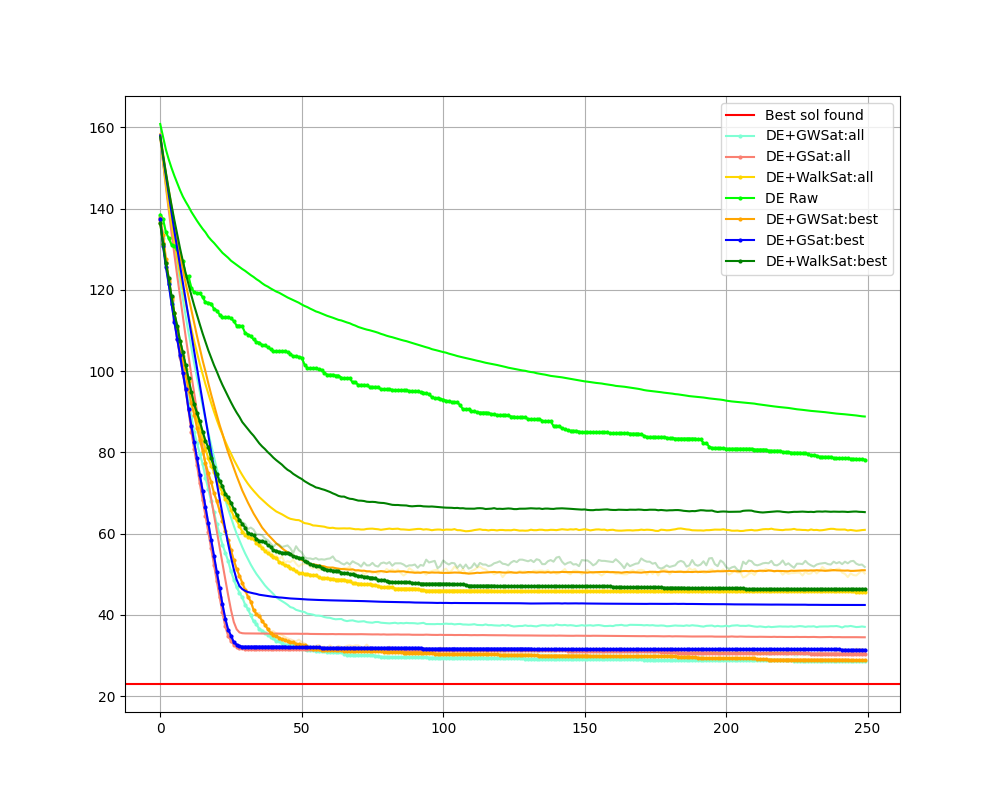 160
140
120
100
80
60
40
20
0 50 100 150 200 250
Best sol found
DE+GWSat:all
DE+GSat:all
DE+WalkSat:all
DE Raw
DE+GWSat:best
DE+GSat:best
DE+WalkSat:best